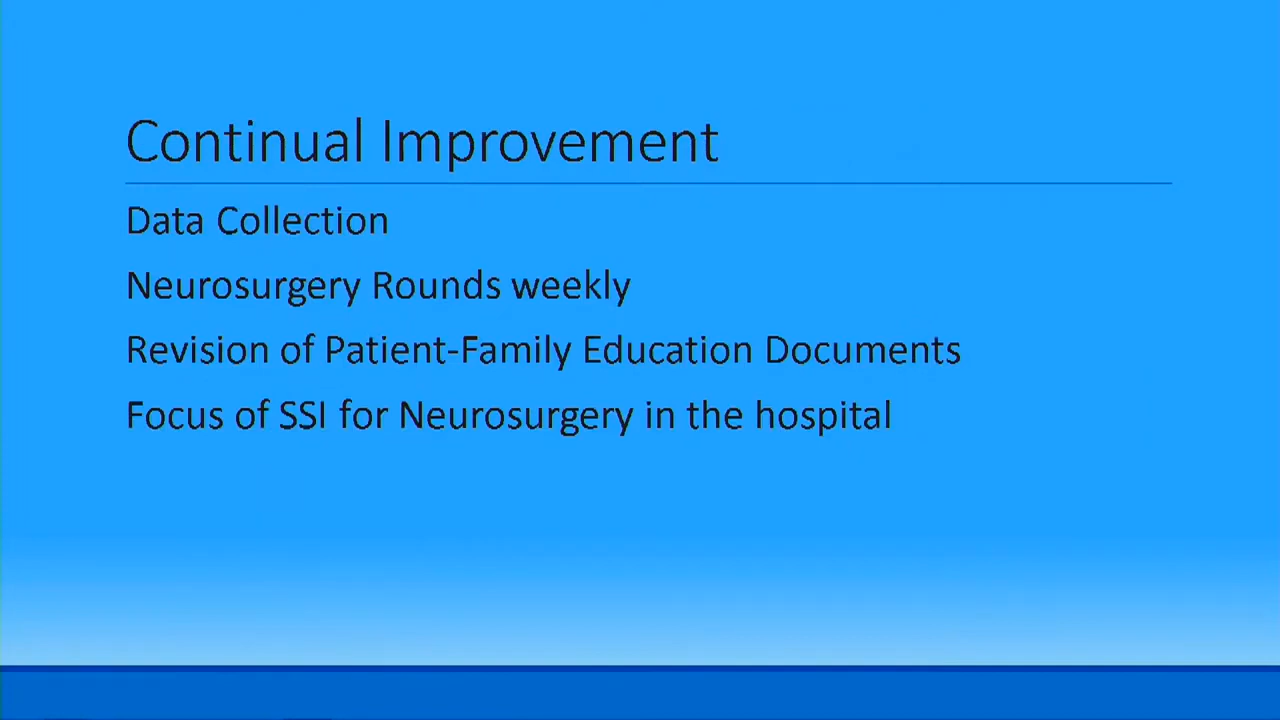 Continual Improvement
Data Collection
Neurosurgery Rounds weekly
Revision of Patient-Family Education Documents
Focus of SSI for Neurosurgery in the hospital